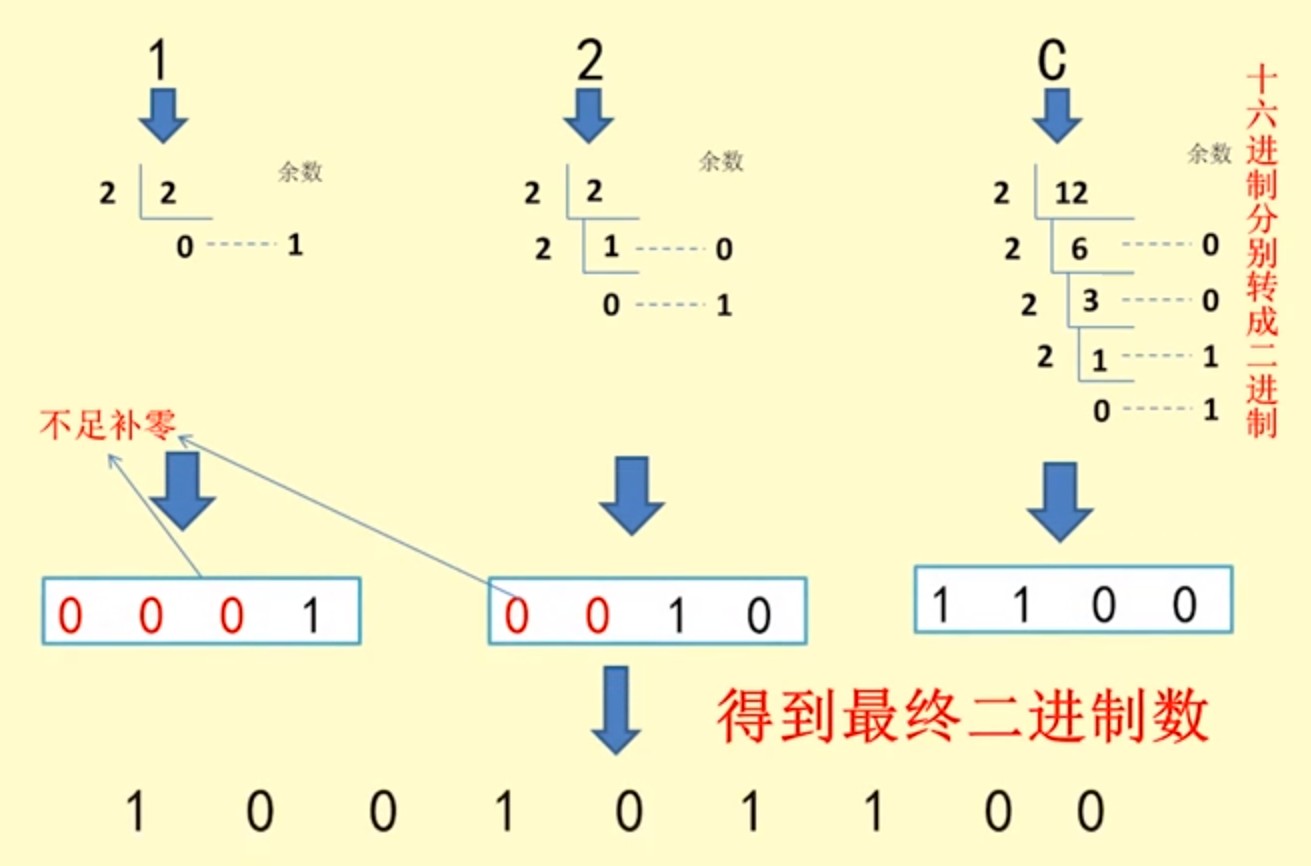 1 2 C
余数 余数 余数
2 2 2 2 2 12
0 1 2 1 0 2 6 0
0 1 2 3 0
2 1 1
0 1
十六进制分别转成二进制
不足补零
0 0 0 1 0 0 1 0 1 1 0 0
得到最终二进制数
1 0 0 1 0 1 1 0 0